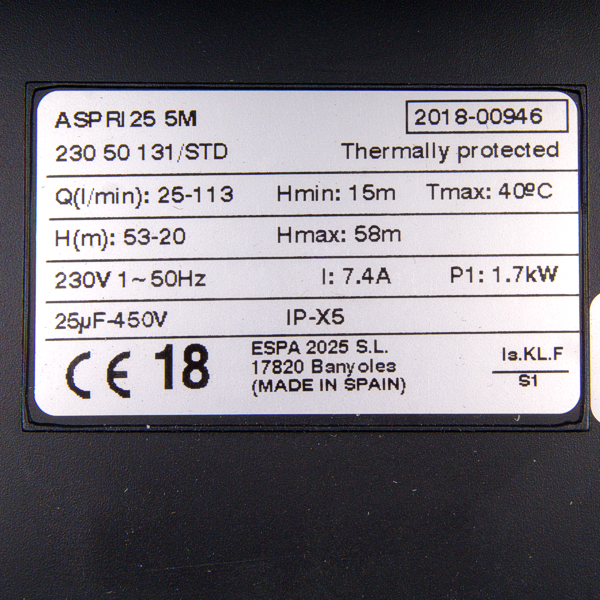 ASPRI25 5M 2018-00946
230 50 131/STD Thermally protected
Q(l/min): 25-113 Hmin: 15m Tmax: 40ºC
H(m): 53-20 Hmax: 58m
230V 1~50Hz I: 7.4A P1: 1.7kW
25µF-450V IP-X5
CE 18
ESPA 2025 S.L.
17820 Banyoles
(MADE IN SPAIN)
Is.KL.F
S1